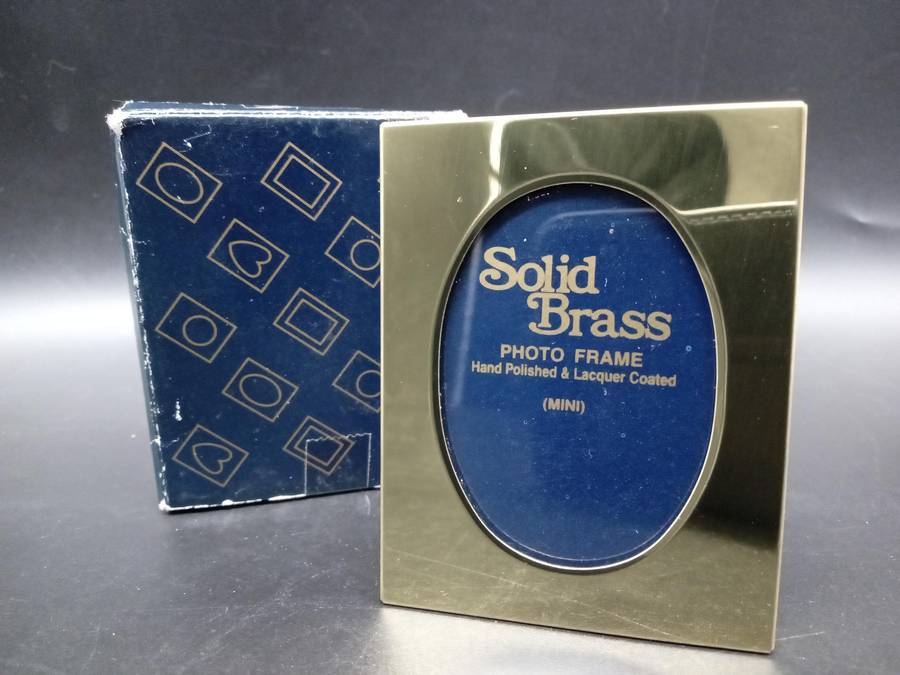 Solid
Brass
PHOTO FRAME
Hand Polished & Lacquer Coated
(MINI)